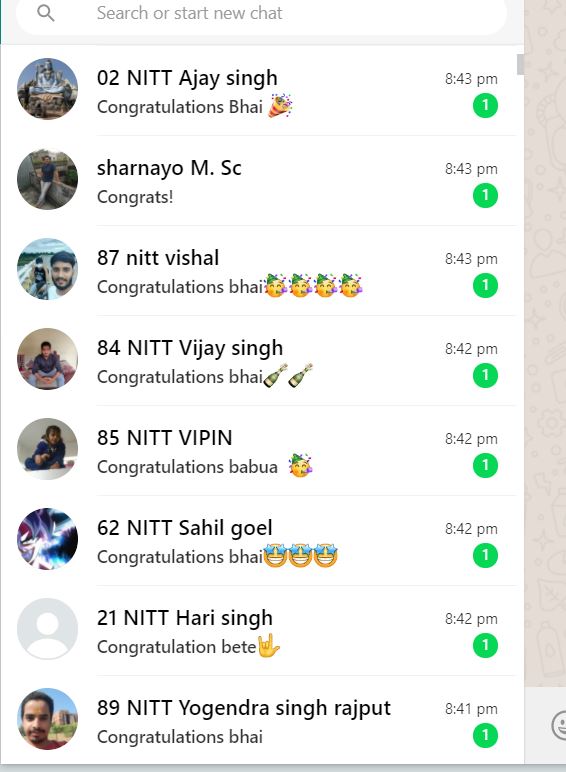 Search or start new chat
02 NITT Ajay singh 8:43 pm
Congratulations Bhai 🎉 1
sharnayo M. Sc 8:43 pm
Congrats! 1
87 nitt vishal 8:43 pm
Congratulations bhai🥳🥳🥳🥳 1
84 NITT Vijay singh 8:42 pm
Congratulations bhai🍾🍾 1
85 NITT VIPIN 8:42 pm
Congratulations babua 🥳 1
62 NITT Sahil goel 8:42 pm
Congratulations bhai🤩🤩🤩 1
21 NITT Hari singh 8:42 pm
Congratulation bete🤟 1
89 NITT Yogendra singh rajput 8:41 pm
Congratulations bhai 1